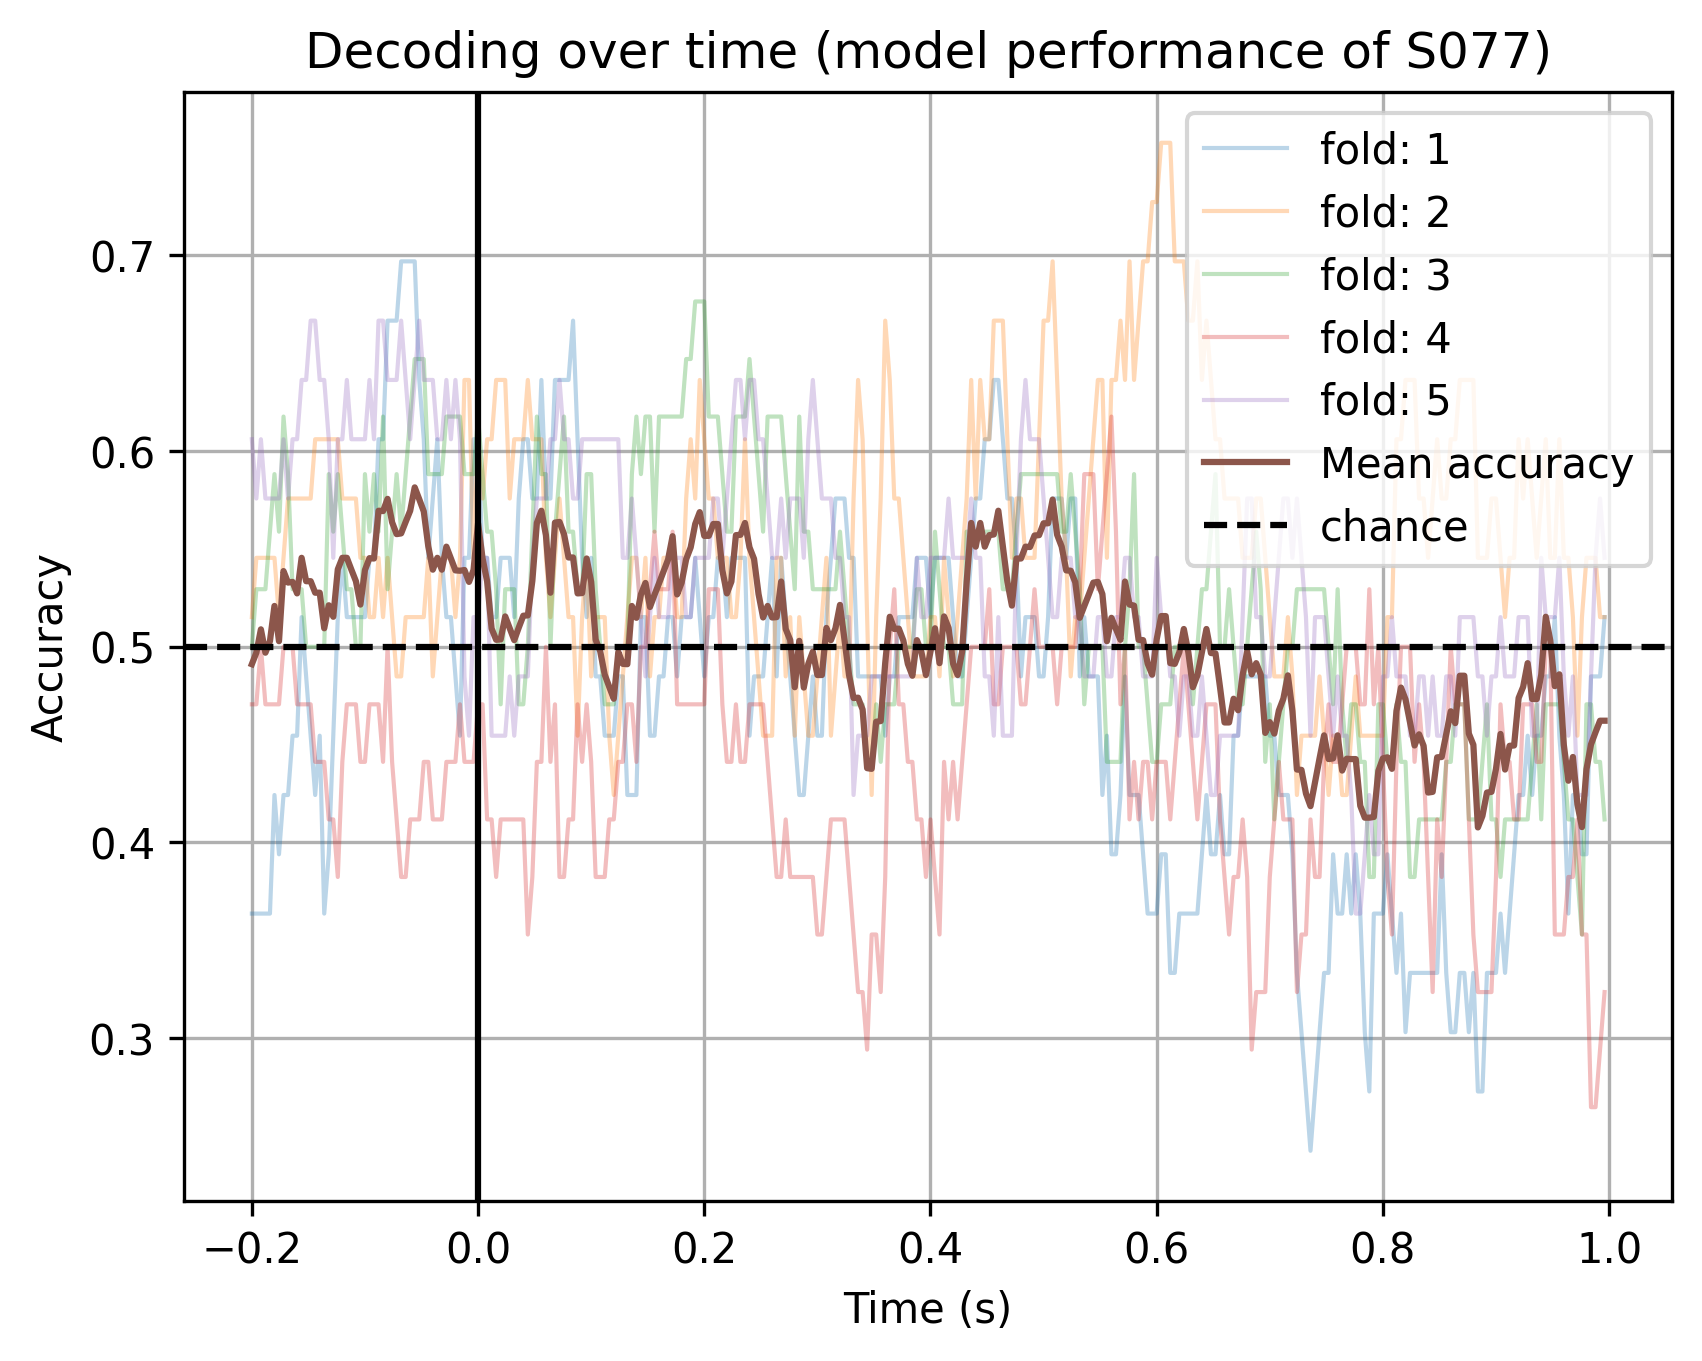 Decoding over time (model performance of S077)
fold: 1
fold: 2
fold: 3
fold: 4
fold: 5
Mean accuracy
chance
Accuracy
0.7
0.6
0.5
0.4
0.3
−0.2 0.0 0.2 0.4 0.6 0.8 1.0
Time (s)